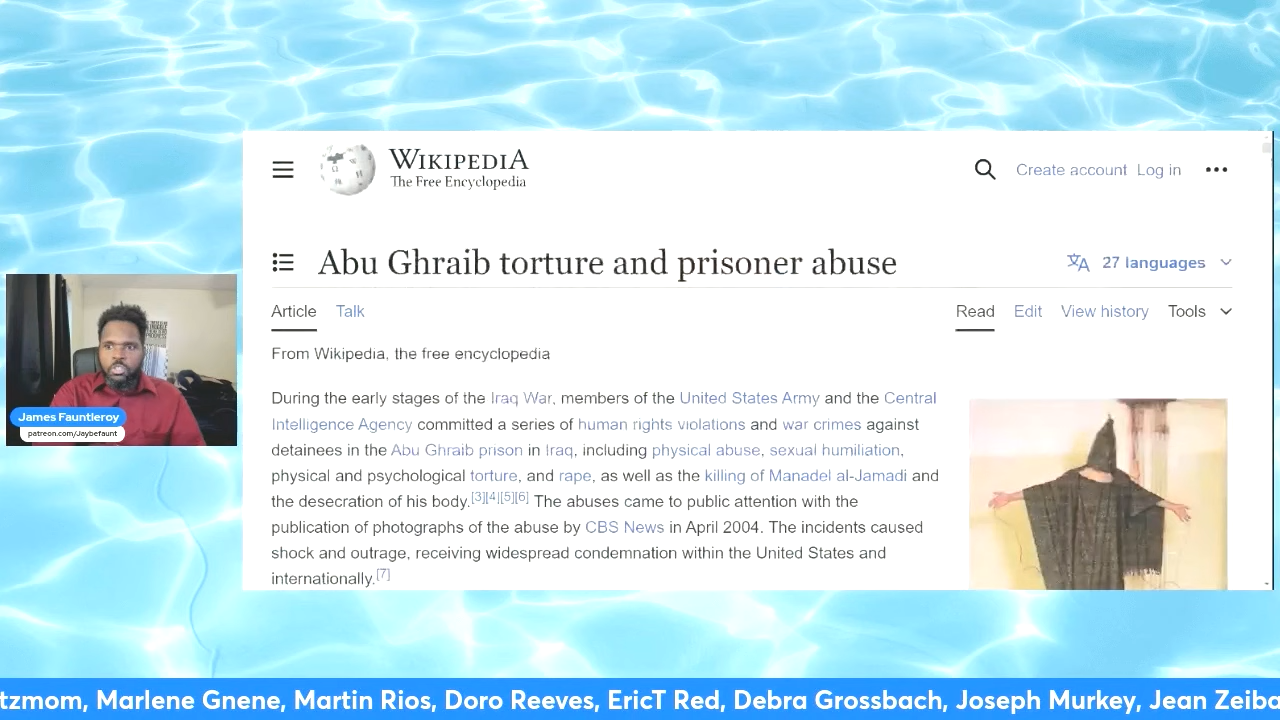 WIKIPEDIA
The Free Encyclopedia
Create account Log in
Abu Ghraib torture and prisoner abuse
27 languages
Article Talk
Read Edit View history Tools
From Wikipedia, the free encyclopedia
During the early stages of the Iraq War, members of the United States Army and the Central
Intelligence Agency committed a series of human rights violations and war crimes against
detainees in the Abu Ghraib prison in Iraq, including physical abuse, sexual humiliation,
physical and psychological torture, and rape, as well as the killing of Manadel al-Jamadi and
the desecration of his body.[3][4][5][6] The abuses came to public attention with the
publication of photographs of the abuse by CBS News in April 2004. The incidents caused
shock and outrage, receiving widespread condemnation within the United States and
internationally.[7]
James Fauntleroy
patreon.com/Jaybefaunt
tzmom, Marlene Gnene, Martin Rios, Doro Reeves, EricT Red, Debra Grossbach, Joseph Murkey, Jean Zeiba